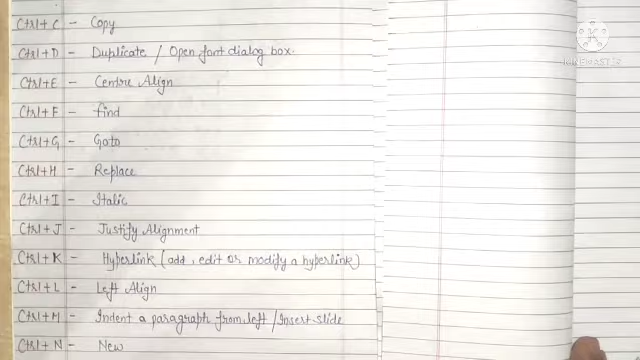 Ctrl+C - Copy
Ctrl+D - Duplicate / Open font dialog box.
Ctrl+E - Centre Align
Ctrl+F - find
Ctrl+G - Goto
Ctrl+H - Replace
Ctrl+I - Italic
Ctrl+J - Justify Alignment
Ctrl+K - Hyperlink (add, edit or modify a hyperlink)
Ctrl+L - Left Align
Ctrl+M - Indent a paragraph from left /Insert slide
Ctrl+N - New